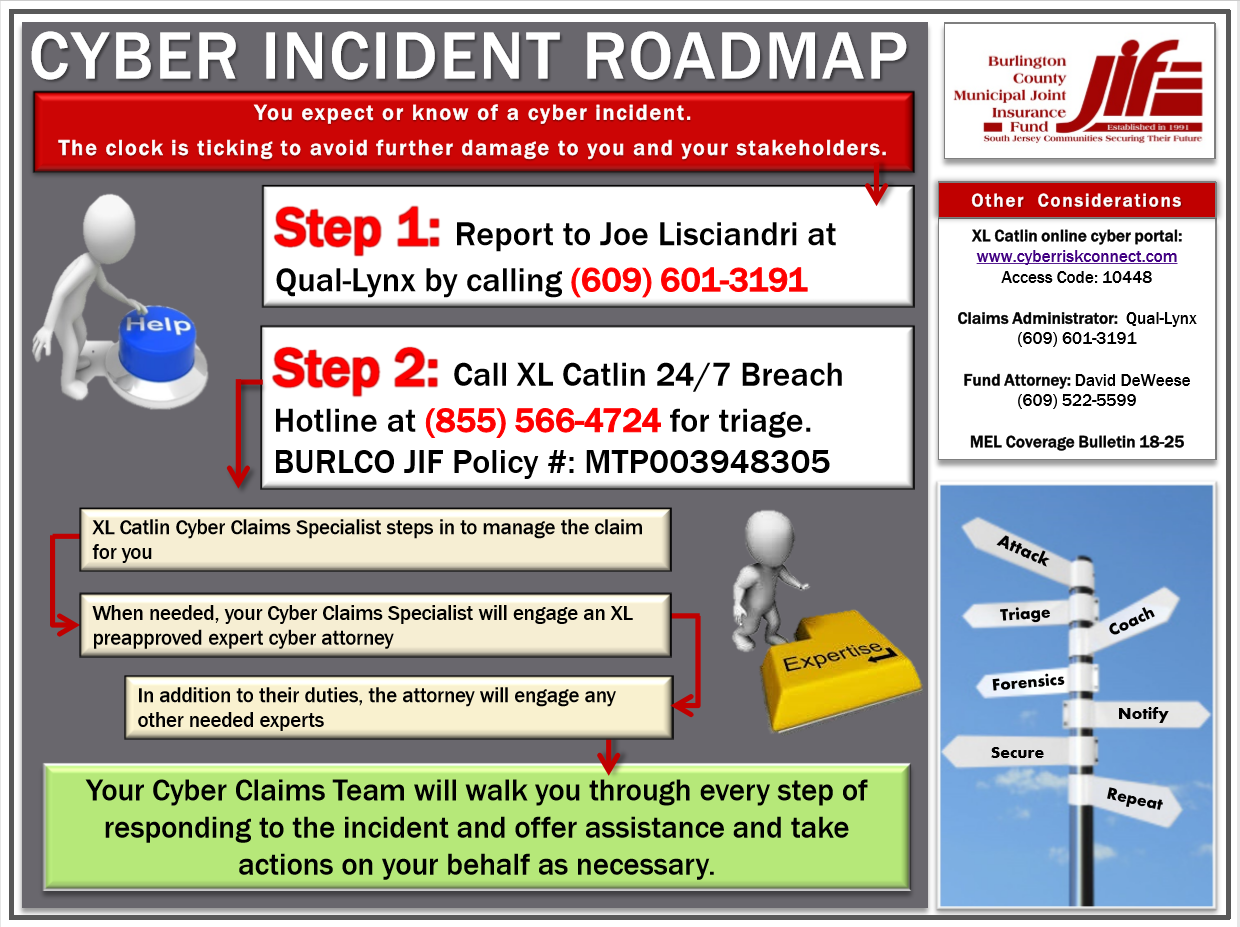 CYBER INCIDENT ROADMAP
You expect or know of a cyber incident.
The clock is ticking to avoid further damage to you and your stakeholders.
Step 1: Report to Joe Lisciandri at
Qual-Lynx by calling (609) 601-3191
Help
Step 2: Call XL Catlin 24/7 Breach
Hotline at (855) 566-4724 for triage.
BURLCO JIF Policy #: MTP003948305
XL Catlin Cyber Claims Specialist steps in to manage the claim
for you
When needed, your Cyber Claims Specialist will engage an XL
preapproved expert cyber attorney
In addition to their duties, the attorney will engage any
other needed experts
Expertise
Your Cyber Claims Team will walk you through every step of
responding to the incident and offer assistance and take
actions on your behalf as necessary.
Burlington
County
Municipal Joint
Insurance
Fund
JIF
Established in 1991
South Jersey Communities Securing Their Future
Other Considerations
XL Catlin online cyber portal:
www.cyberriskconnect.com
Access Code: 10448
Claims Administrator: Qual-Lynx
(609) 601-3191
Fund Attorney: David DeWeese
(609) 522-5599
MEL Coverage Bulletin 18-25
Attack
Triage
Coach
Forensics
Notify
Secure
Repeat